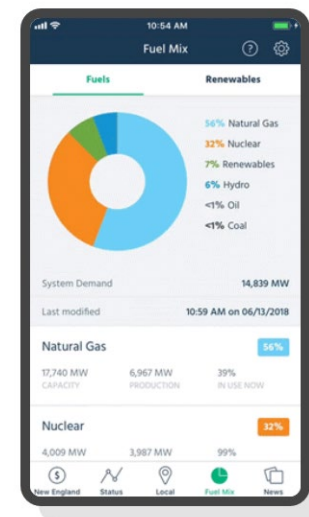 10:54 AM
Fuel Mix
?
Fuels Renewables
56% Natural Gas
32% Nuclear
7% Renewables
6% Hydro
<1% Oil
<1% Coal
System Demand 14,839 MW
Last modified 10:59 AM on 06/13/2018
Natural Gas 56%
17,740 MW 6,967 MW 39%
CAPACITY PRODUCTION IN USE NOW
Nuclear 32%
4,009 MW 3,987 MW 99%
$
New England Status Local Fuel Mix News